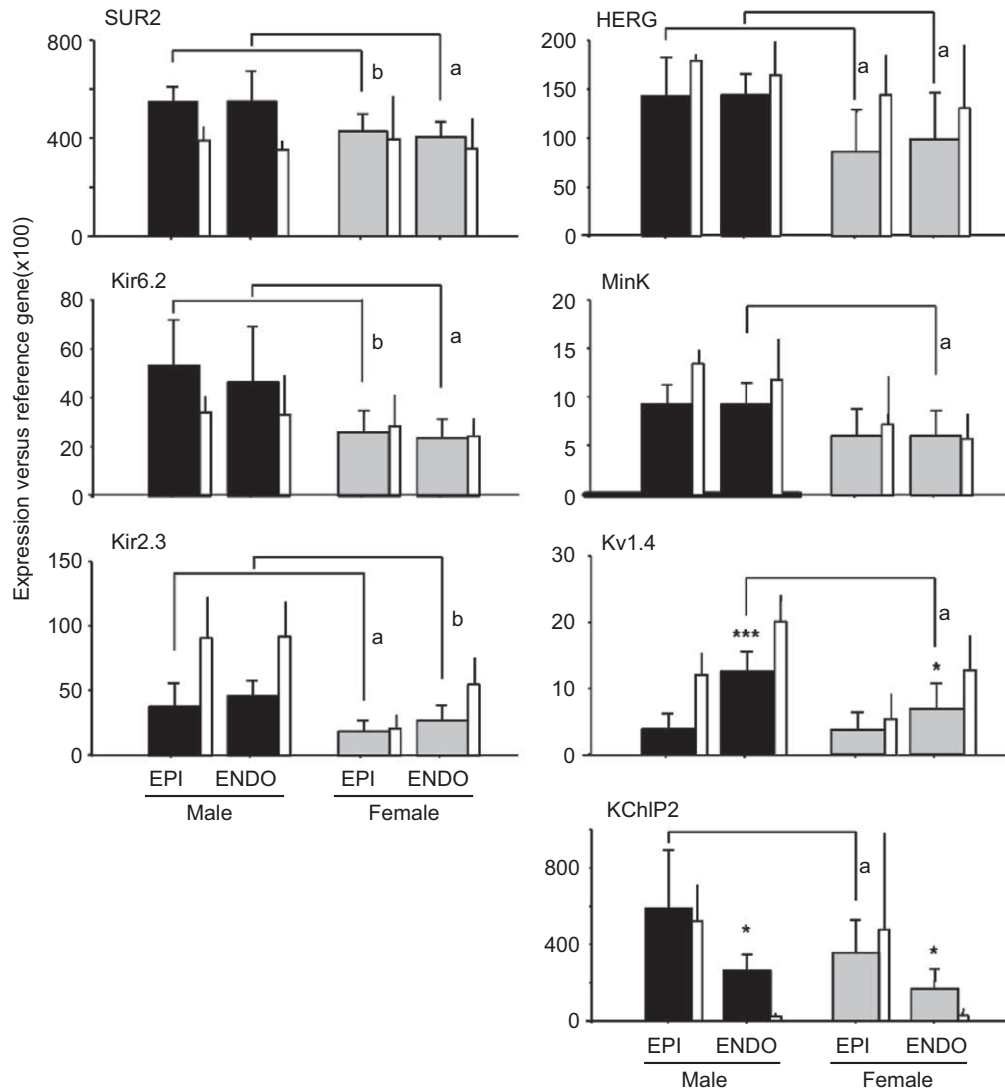 Expression versus reference gene(x100)
SUR2
800
400
0
b
a
HERG
200
150
100
50
0
a
a
Kir6.2
80
60
40
20
0
b
a
MinK
20
15
10
5
0
a
Kir2.3
150
100
50
0
a
b
EPI ENDO EPI ENDO
Male Female
Kv1.4
30
20
10
0
***
a
*
KChIP2
800
400
0
*
a
*
EPI ENDO EPI ENDO
Male Female